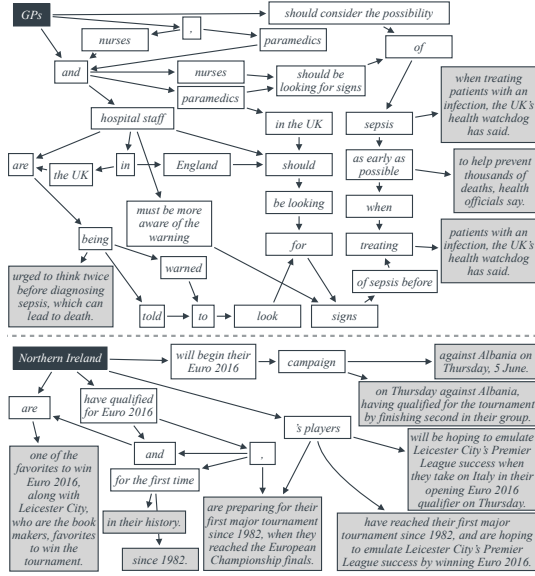 GPs
should consider the possibility
nurses
,
paramedics
of
and
nurses
should be
looking for signs
paramedics
when treating
patients with an
infection, the UK's
health watchdog
has said.
hospital staff
in the UK
sepsis
are
the UK
in
England
should
as early as
possible
to help prevent
thousands of
deaths, health
officials say.
be looking
when
must be more
aware of the
warning
being
for
treating
patients with an
infection, the UK's
health watchdog
has said.
urged to think twice
before diagnosing
sepsis, which can
lead to death.
warned
of sepsis before
told
to
look
signs
Northern Ireland
will begin their
Euro 2016
campaign
against Albania on
Thursday, 5 June.
are
have qualified
for Euro 2016
on Thursday against Albania,
having qualified for the tournament
by finishing second in their group.
's players
and
,
will be hoping to emulate
Leicester City's Premier
League success when
they take on Italy in their
opening Euro 2016
qualifier on Thursday.
one of the
favorites to win
Euro 2016,
along with
Leicester City,
who are the book
makers, favorites
to win the
tournament.
for the first time
in their history.
since 1982.
are preparing for their
first major tournament
since 1982, when they
reached the European
Championship finals.
have reached their first major
tournament since 1982, and are hoping
to emulate Leicester City's Premier
League success by winning Euro 2016.